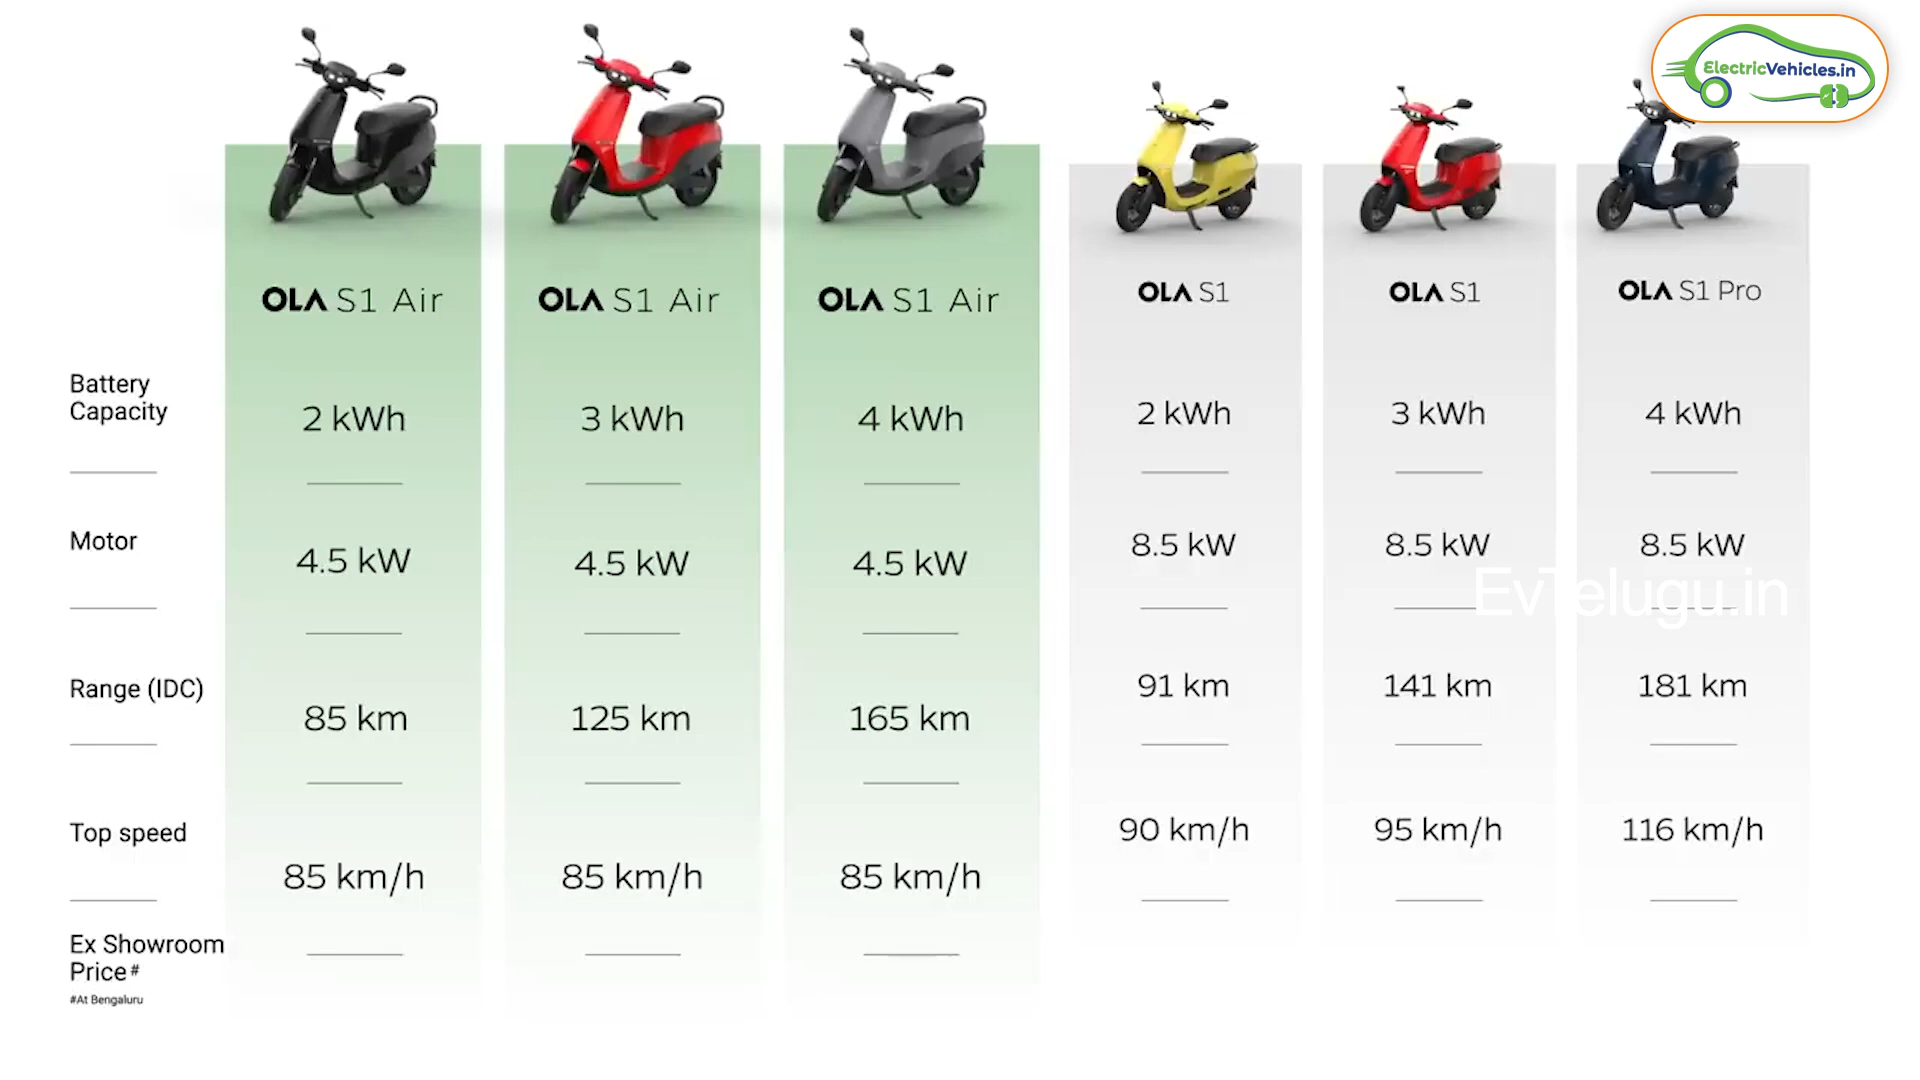 ElectricVehicles.in
OLA S1 Air
OLA S1 Air
OLA S1 Air
OLA S1
OLA S1
OLA S1 Pro
Battery
Capacity
2 kWh
3 kWh
4 kWh
2 kWh
3 kWh
4 kWh
Motor
4.5 kW
4.5 kW
4.5 kW
8.5 kW
8.5 kW
8.5 kW
EvTelugu.in
Range (IDC)
85 km
125 km
165 km
91 km
141 km
181 km
Top speed
85 km/h
85 km/h
85 km/h
90 km/h
95 km/h
116 km/h
Ex Showroom
Price#
#At Bengaluru